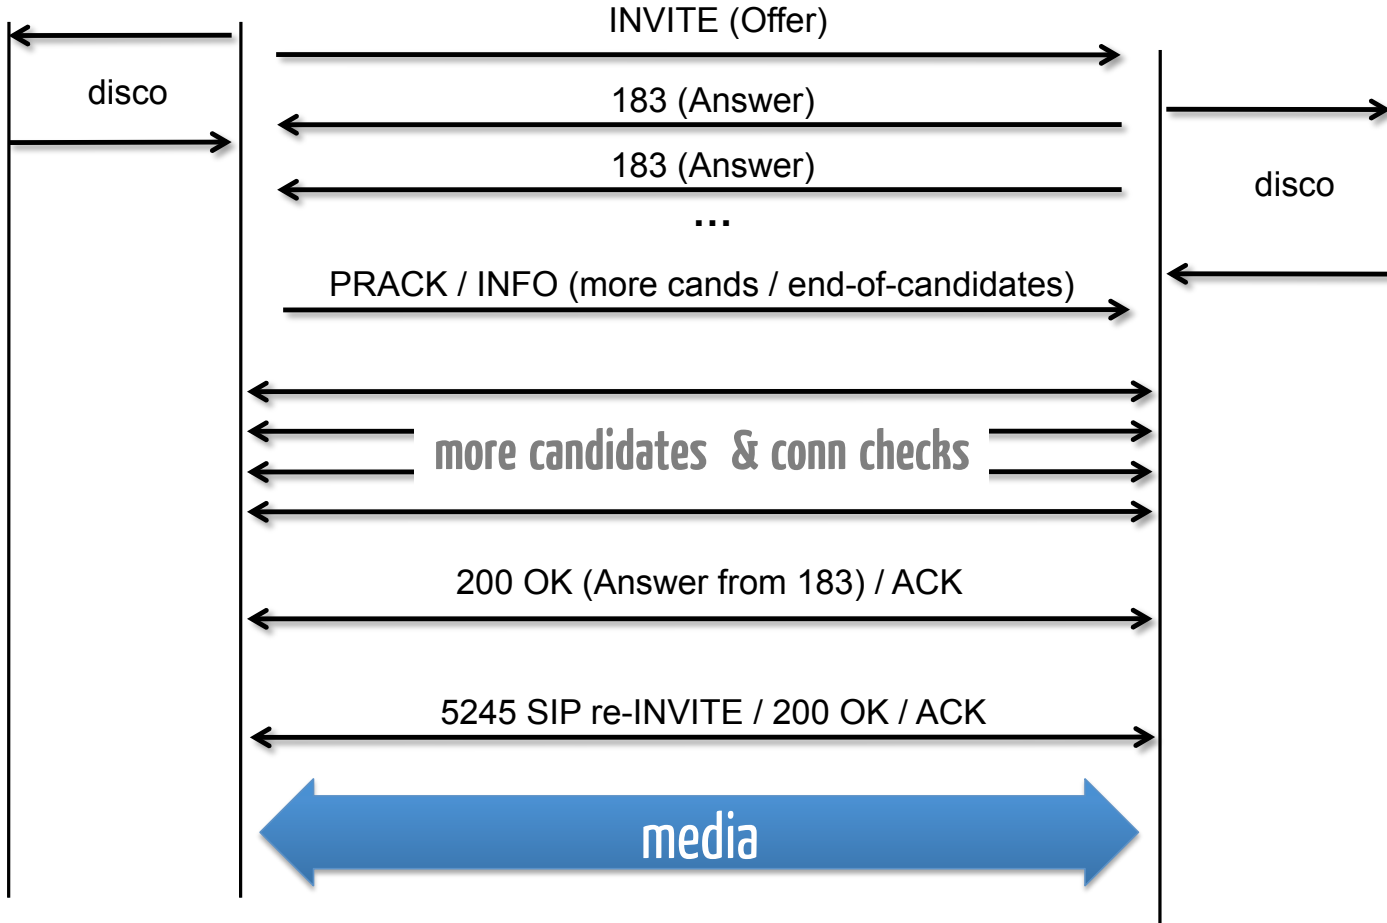 INVITE (Offer)
disco
183 (Answer)
183 (Answer)
disco
...
PRACK / INFO (more cands / end-of-candidates)
more candidates & conn checks
200 OK (Answer from 183) / ACK
5245 SIP re-INVITE / 200 OK / ACK
media